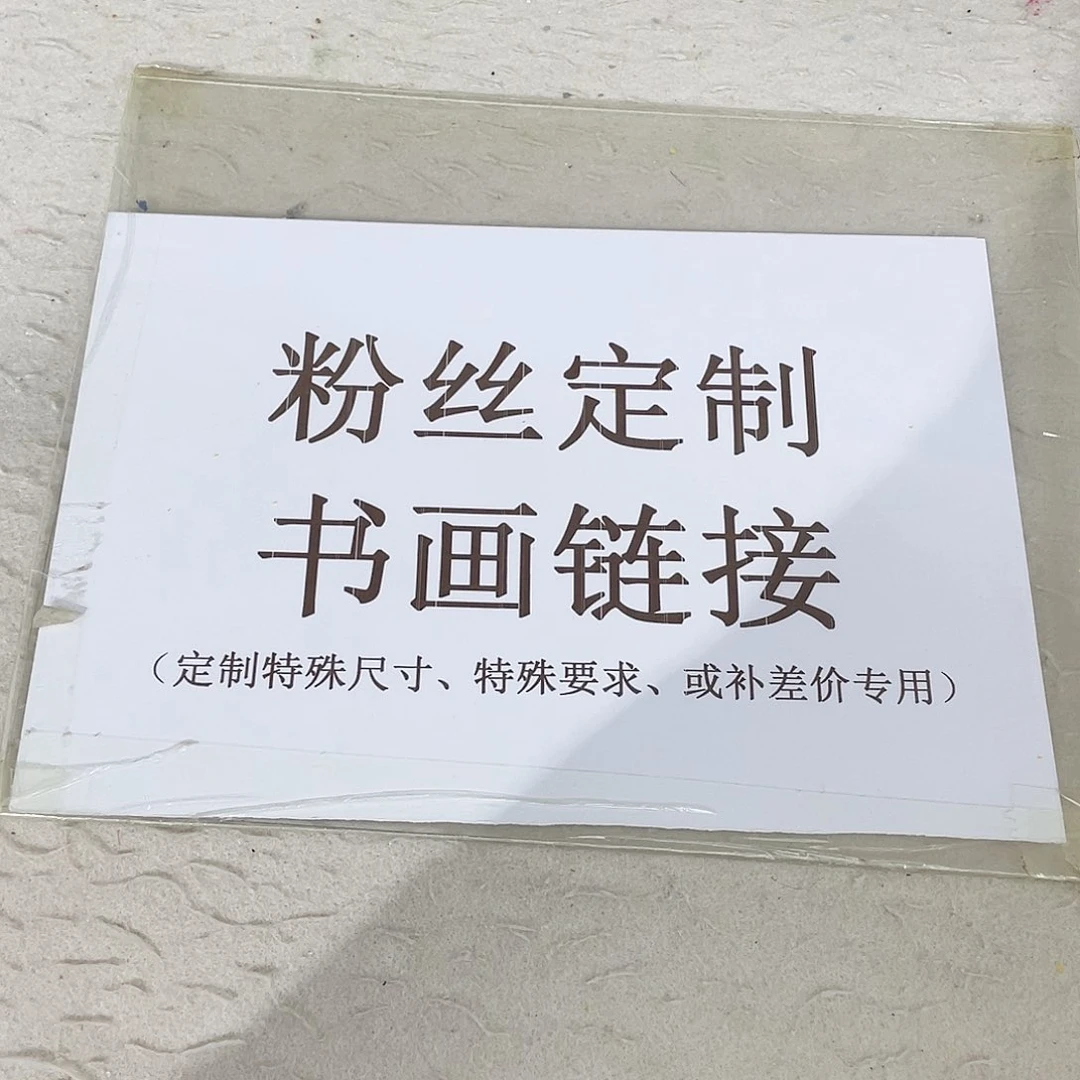 粉丝定制
书画链接
（定制特殊尺寸、特殊要求、或补差价专用）